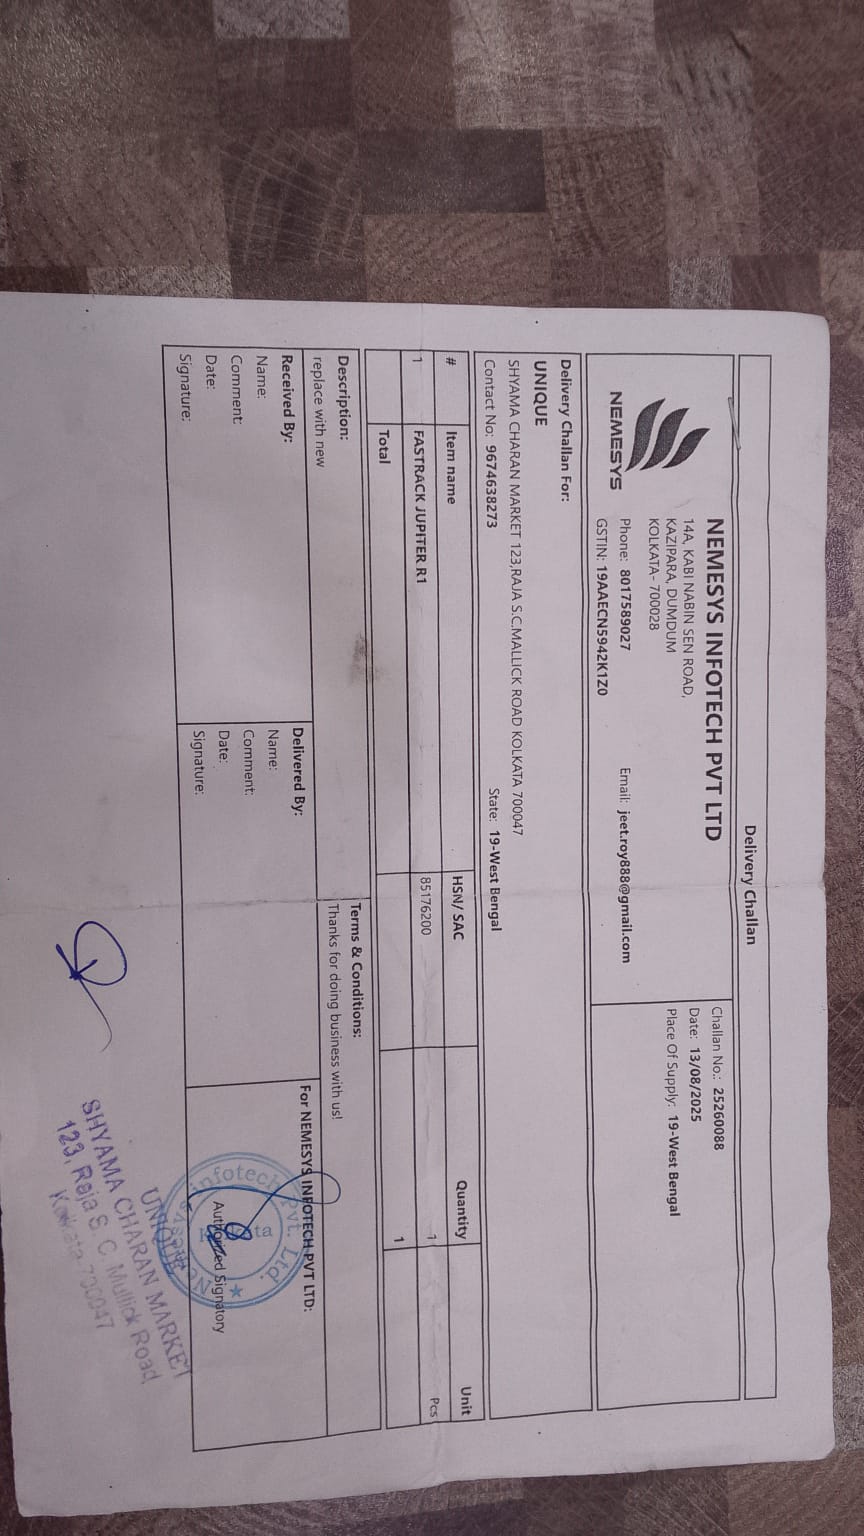 Delivery Challan
NEMESYS
NEMESYS INFOTECH PVT LTD
14A, KABI NABIN SEN ROAD,
KAZIPARA, DUMDUM
KOLKATA- 700028
Phone: 8017589027
Email: jeet.roy888@gmail.com
GSTIN: 19AAECN5942K1Z0
Challan No.: 25260088
Date: 13/08/2025
Place Of Supply: 19-West Bengal
Delivery Challan For:
UNIQUE
SHYAMA CHARAN MARKET 123,RAJA S.C.MALLICK ROAD KOLKATA 700047
Contact No: 9674638273
State: 19-West Bengal
# Item name HSN/ SAC Quantity Unit
1 FASTRACK JUPITER R1 85176200 1 Pcs
Total 1
Description:
replace with new
Terms & Conditions:
Thanks for doing business with us!
Received By:
Name:
Comment:
Date:
Signature:
Delivered By:
Name:
Comment:
Date:
Signature:
For NEMESYS INFOTECH PVT LTD:
Nemesys Infotech Pvt. Ltd.
Authorized Signatory
UNIQUE
SHYAMA CHARAN MARKET
123, Raja S. C. Mullick Road
Kolkata-700047